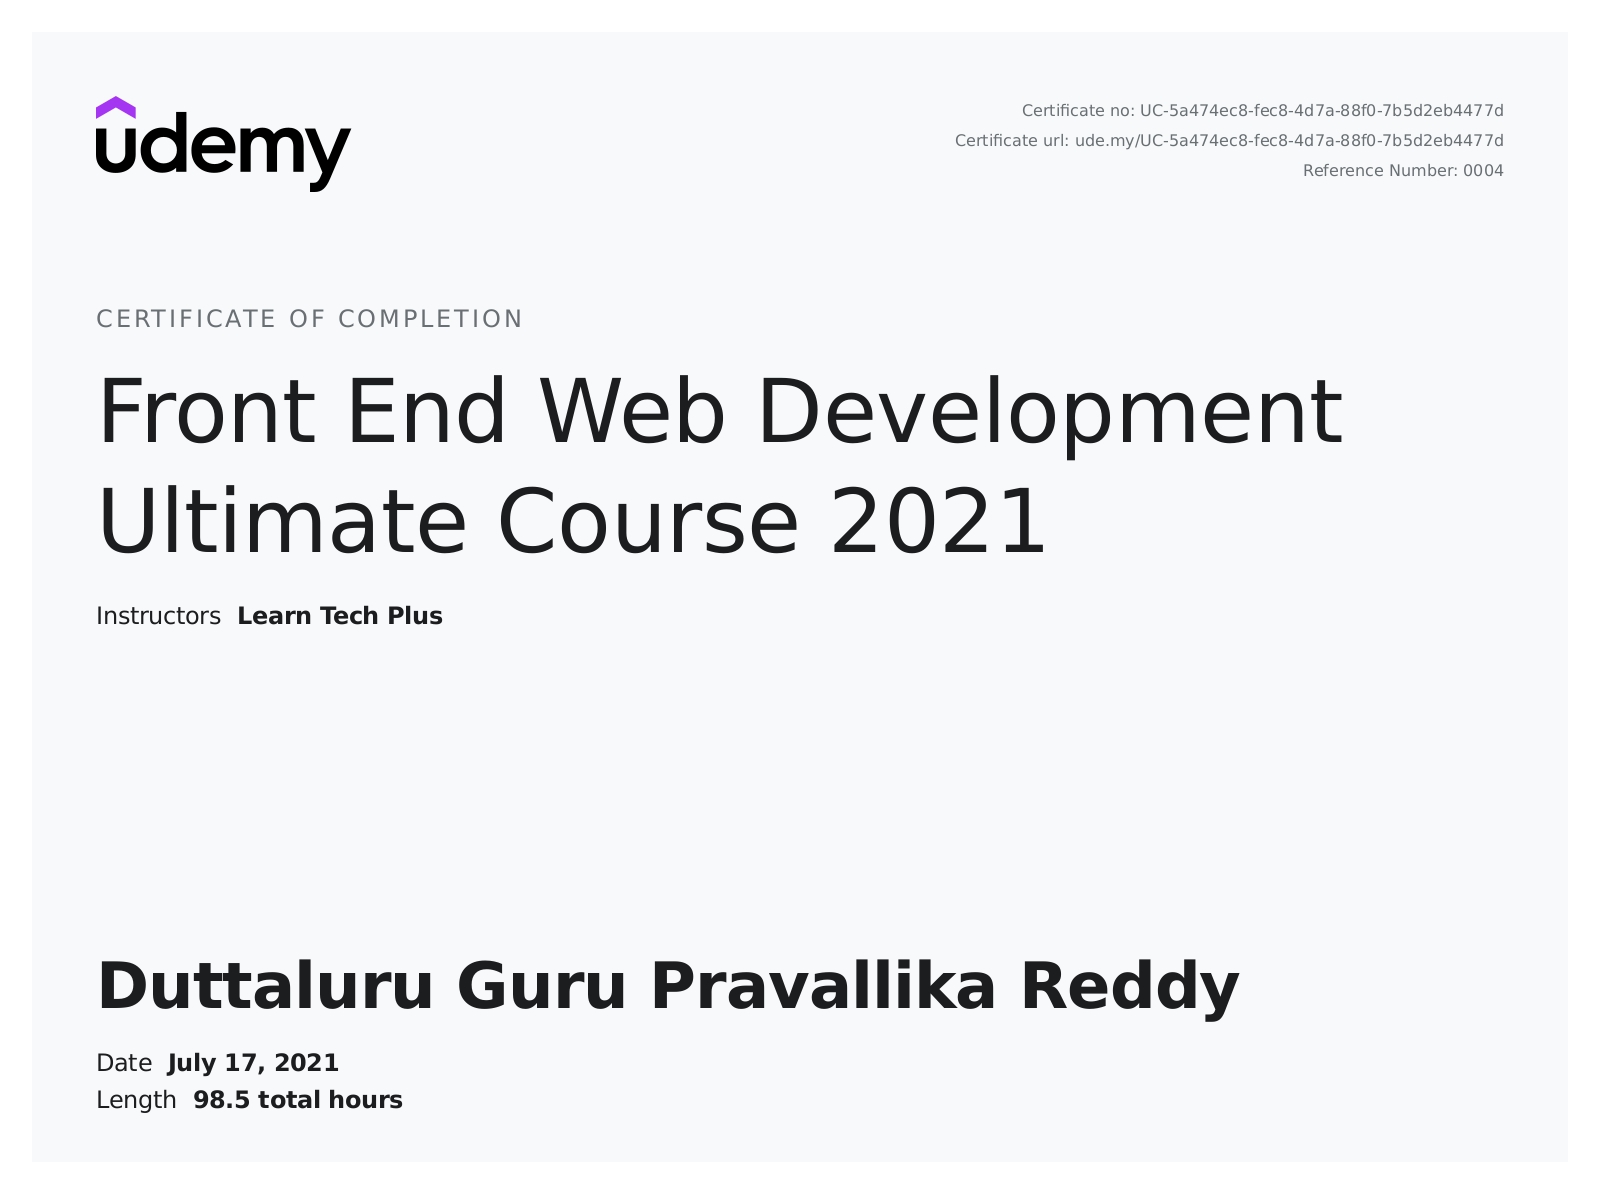 udemy
Certificate no: UC-5a474ec8-fec8-4d7a-88f0-7b5d2eb4477d
Certificate url: ude.my/UC-5a474ec8-fec8-4d7a-88f0-7b5d2eb4477d
Reference Number: 0004
CERTIFICATE OF COMPLETION
Front End Web Development
Ultimate Course 2021
Instructors Learn Tech Plus
Duttaluru Guru Pravallika Reddy
Date July 17, 2021
Length 98.5 total hours